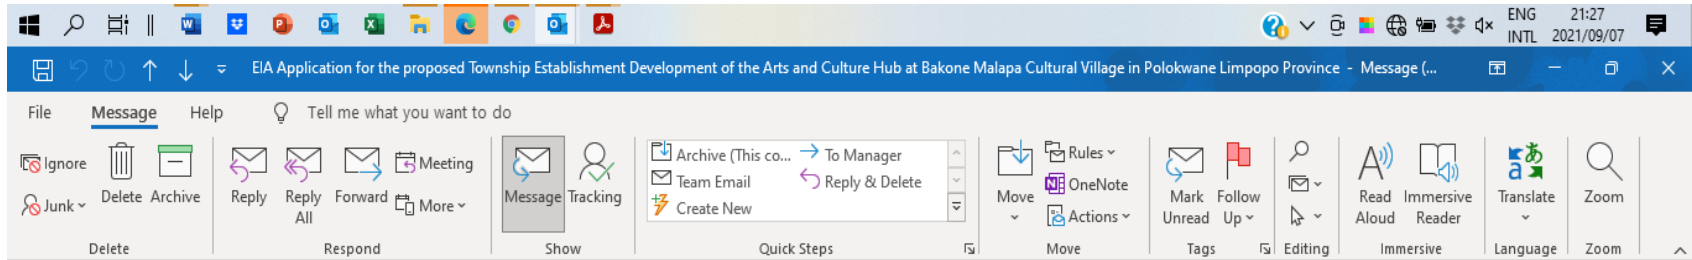 ENG 21:27
INTL 2021/09/07
EIA Application for the proposed Township Establishment Development of the Arts and Culture Hub at Bakone Malapa Cultural Village in Polokwane Limpopo Province - Message (...
File Message Help Tell me what you want to do
Ignore
Junk
Delete
Archive
Delete
Reply
Reply All
Forward
Meeting
More
Respond
Message
Tracking
Show
Archive (This co... To Manager
Team Email Reply & Delete
Create New
Quick Steps
Move
Rules
OneNote
Actions
Move
Mark Unread
Follow Up
Tags
Editing
Read Aloud
Immersive Reader
Immersive
Translate
Language
Zoom
Zoom